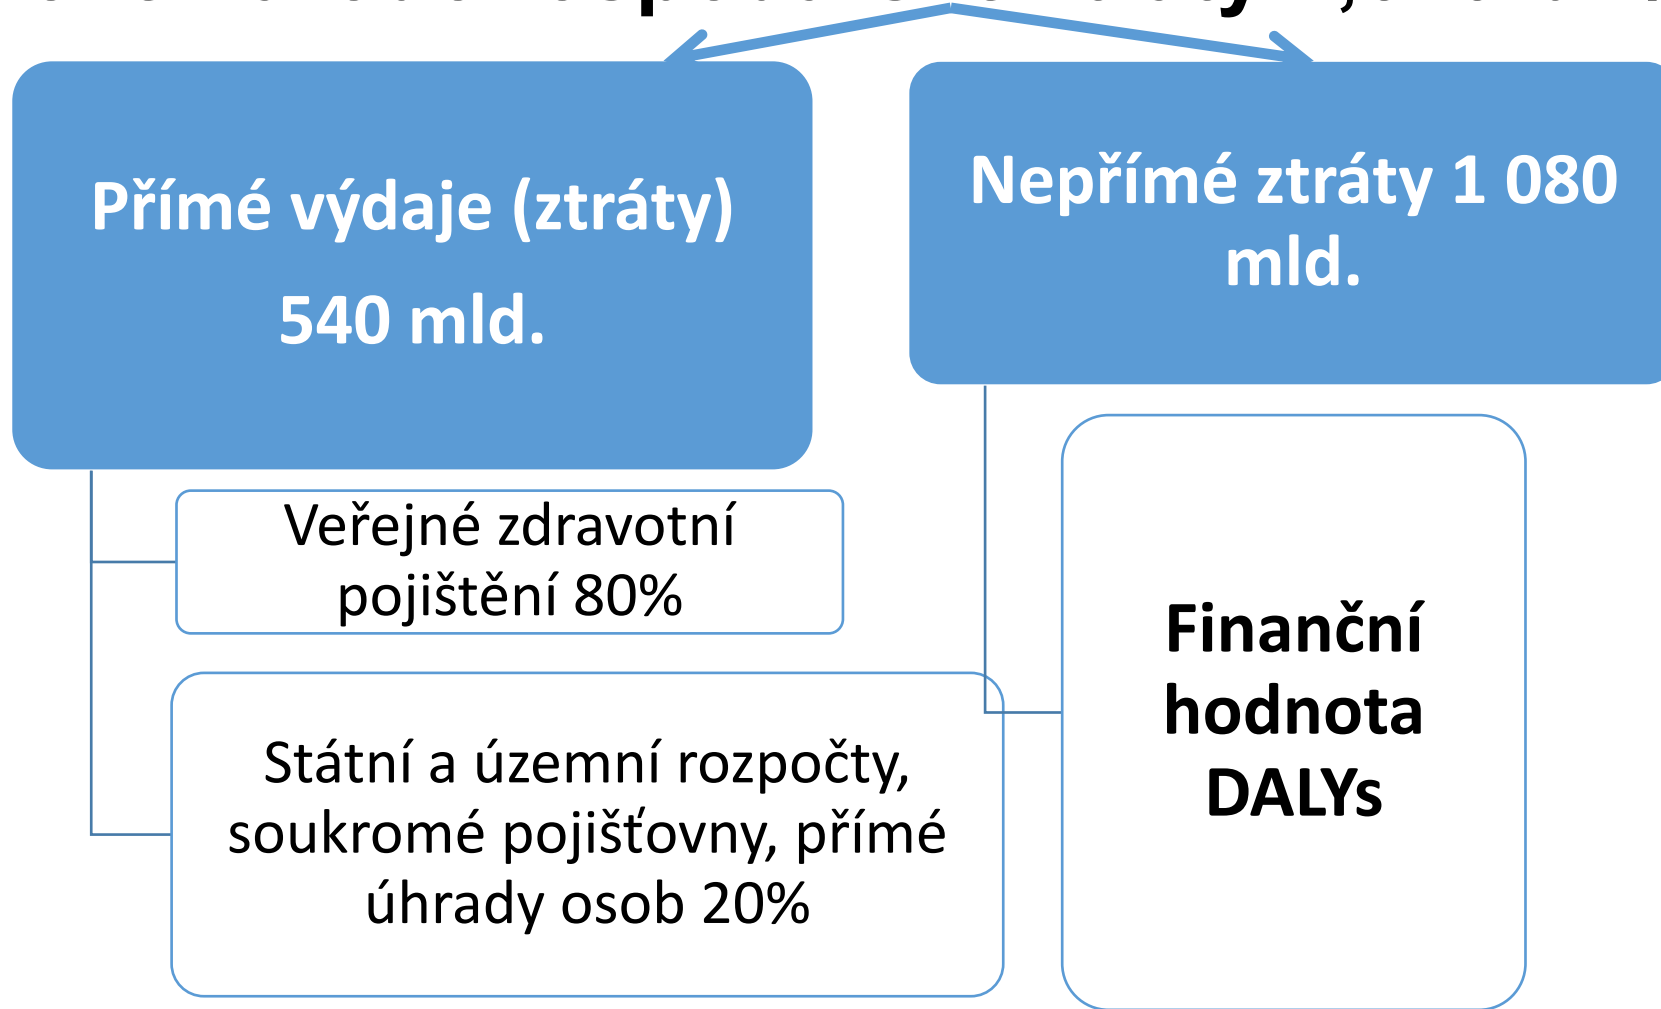 Přímé výdaje (ztráty)
540 mld.
Nepřímé ztráty 1 080
mld.
Veřejné zdravotní
pojištění 80%
Státní a územní rozpočty,
soukromé pojišťovny, přímé
úhrady osob 20%
Finanční
hodnota
DALYs